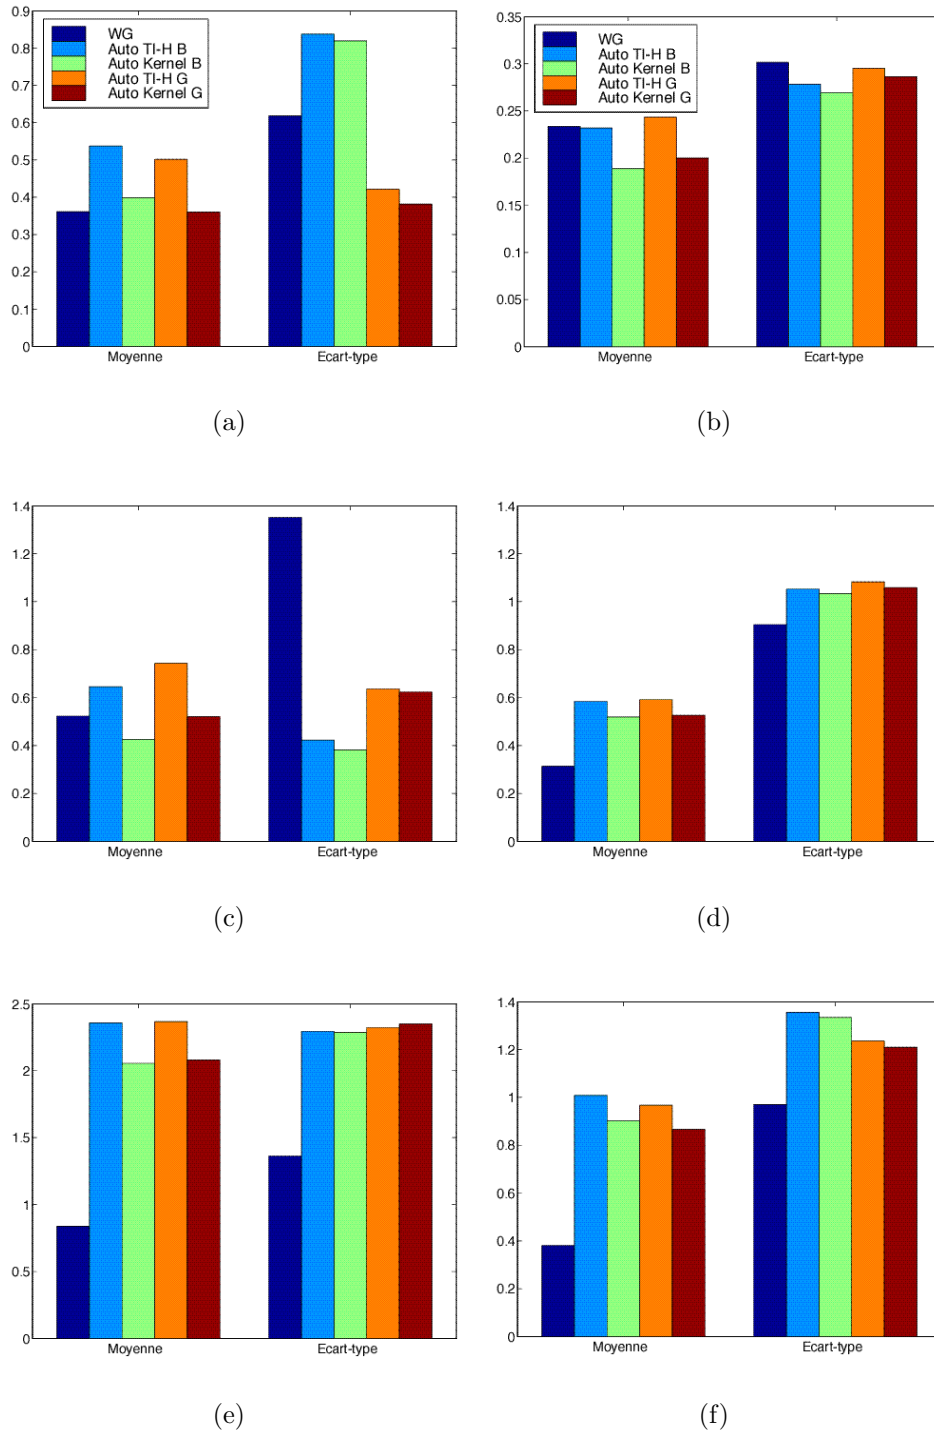 0.9
0.8
0.7
0.6
0.5
0.4
0.3
0.2
0.1
0
WG
Auto TI-H B
Auto Kernel B
Auto TI-H G
Auto Kernel G
Moyenne
Ecart-type
(a)
0.35
0.3
0.25
0.2
0.15
0.1
0.05
0
WG
Auto TI-H B
Auto Kernel B
Auto TI-H G
Auto Kernel G
Moyenne
Ecart-type
(b)
1.4
1.2
1
0.8
0.6
0.4
0.2
0
Moyenne
Ecart-type
(c)
1.4
1.2
1
0.8
0.6
0.4
0.2
0
Moyenne
Ecart-type
(d)
2.5
2
1.5
1
0.5
0
Moyenne
Ecart-type
(e)
1.4
1.2
1
0.8
0.6
0.4
0.2
0
Moyenne
Ecart-type
(f)